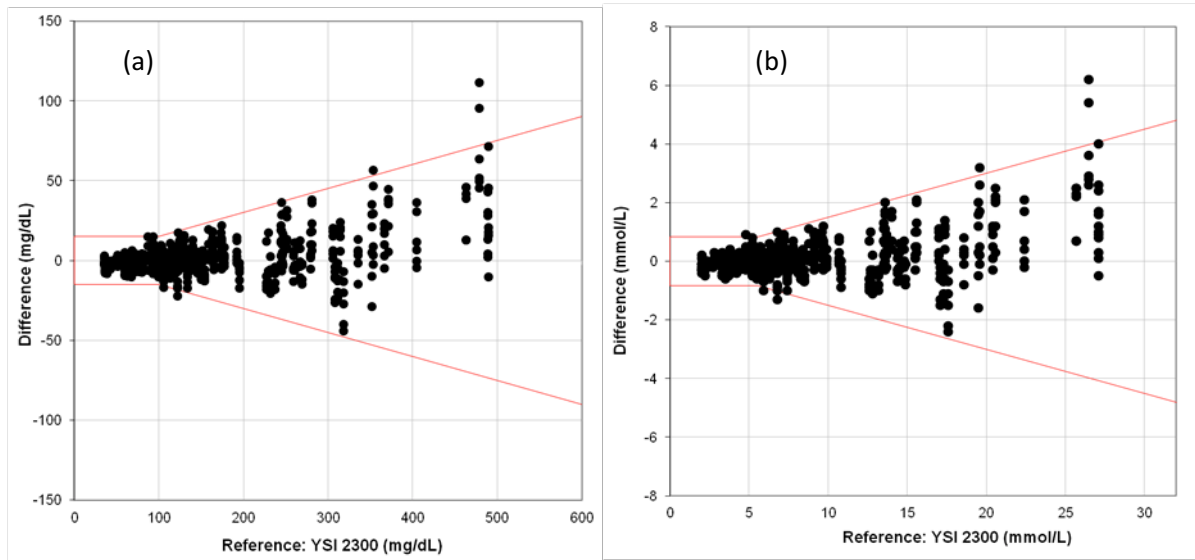 (a)
150
100
50
0
-50
-100
-150
Difference (mg/dL)
0 100 200 300 400 500 600
Reference: YSI 2300 (mg/dL)
(b)
8
6
4
2
0
-2
-4
-6
-8
Difference (mmol/L)
0 5 10 15 20 25 30
Reference: YSI 2300 (mmol/L)